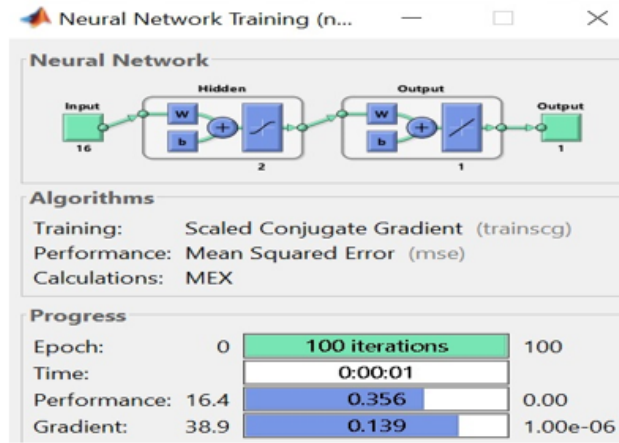 Neural Network Training (n...
Neural Network
Hidden Output
Input Output
W W
+ +
b b
16 2 1 1
Algorithms
Training: Scaled Conjugate Gradient (trainscg)
Performance: Mean Squared Error (mse)
Calculations: MEX
Progress
Epoch: 0 100 iterations 100
Time: 0:00:01
Performance: 16.4 0.356 0.00
Gradient: 38.9 0.139 1.00e-06